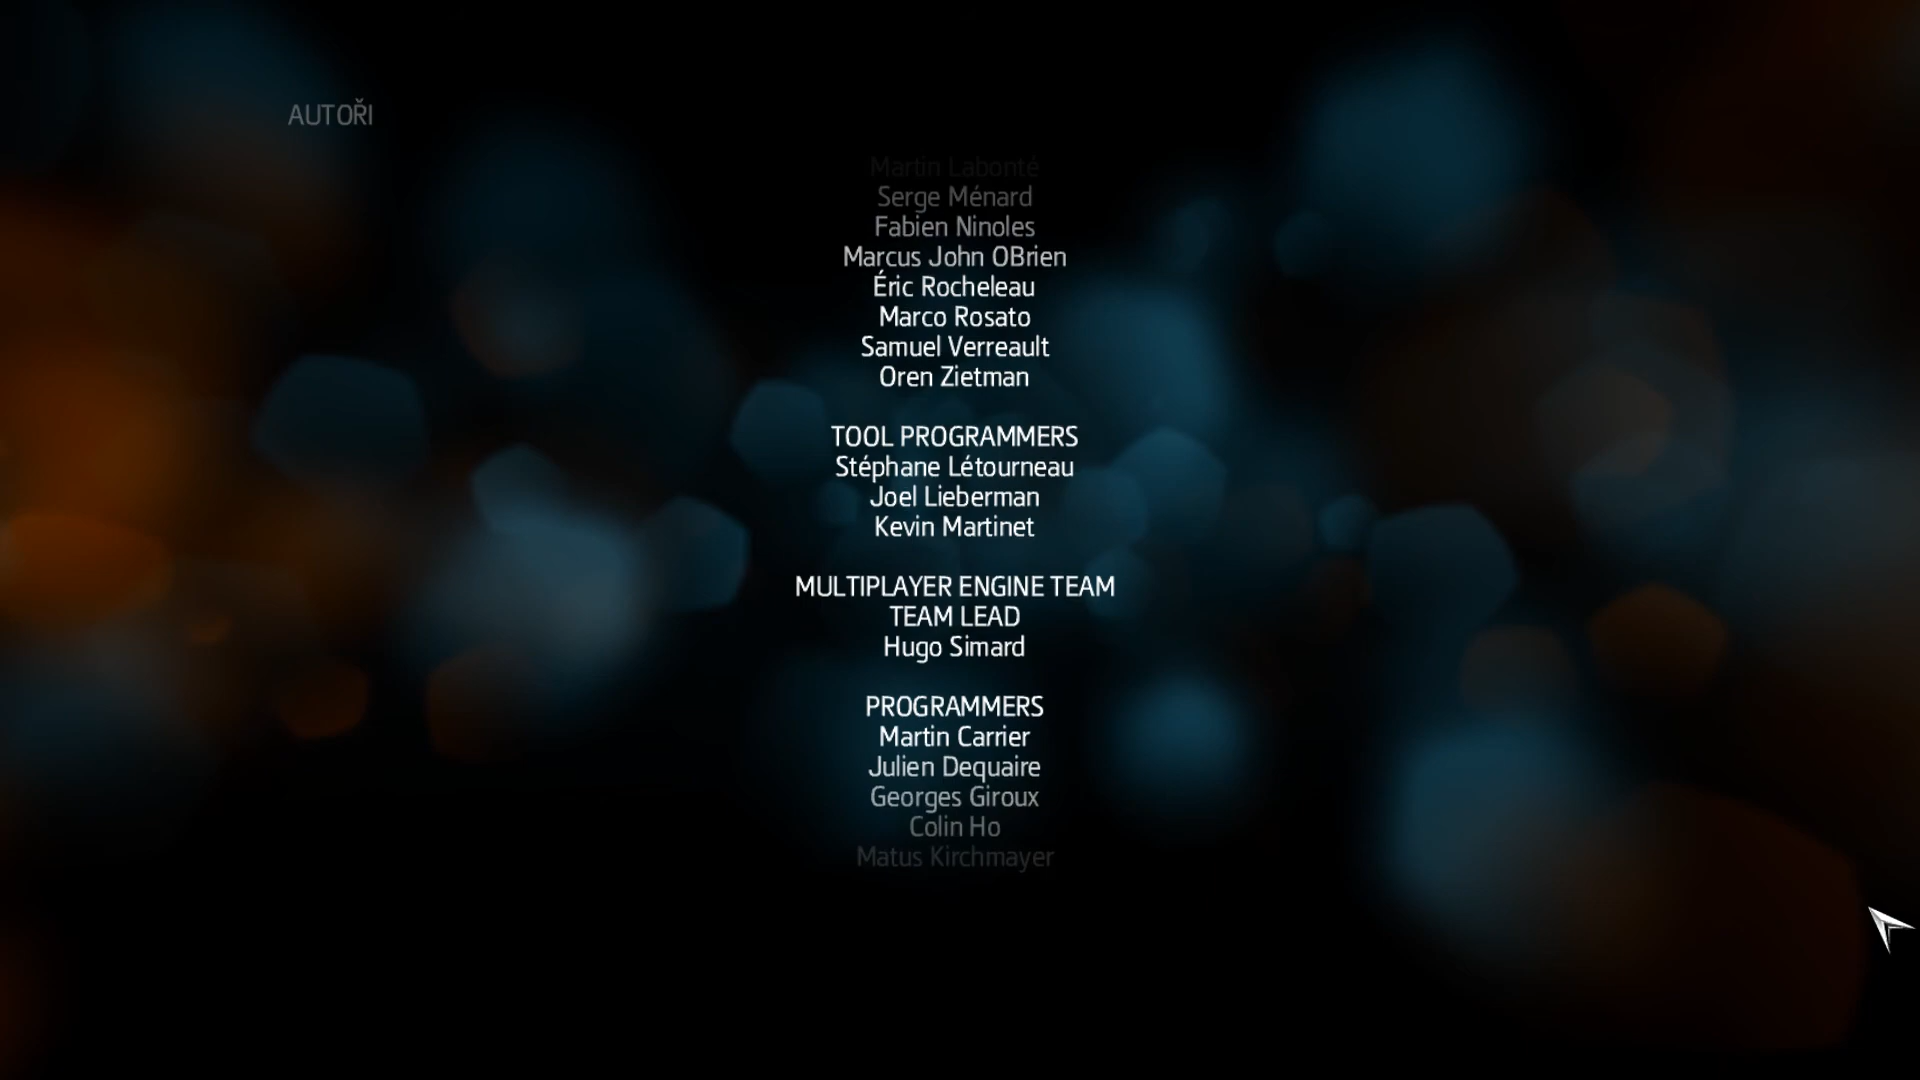 AUTOŘI
Martin Labonté
Serge Ménard
Fabien Ninoles
Marcus John OBrien
Éric Rocheleau
Marco Rosato
Samuel Verreault
Oren Zietman
TOOL PROGRAMMERS
Stéphane Létourneau
Joel Lieberman
Kevin Martinet
MULTIPLAYER ENGINE TEAM
TEAM LEAD
Hugo Simard
PROGRAMMERS
Martin Carrier
Julien Dequaire
Georges Giroux
Colin Ho
Matus Kirchmayer